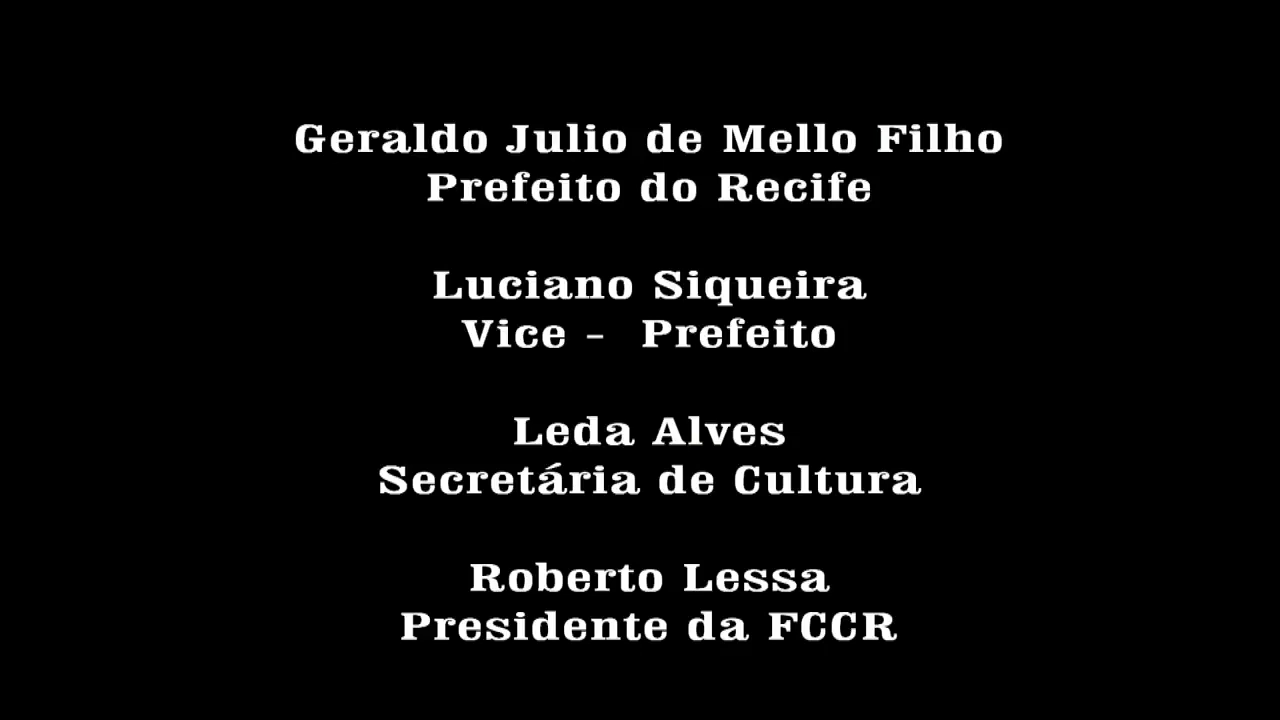 Geraldo Julio de Mello Filho
Prefeito do Recife
Luciano Siqueira
Vice - Prefeito
Leda Alves
Secretária de Cultura
Roberto Lessa
Presidente da FCCR